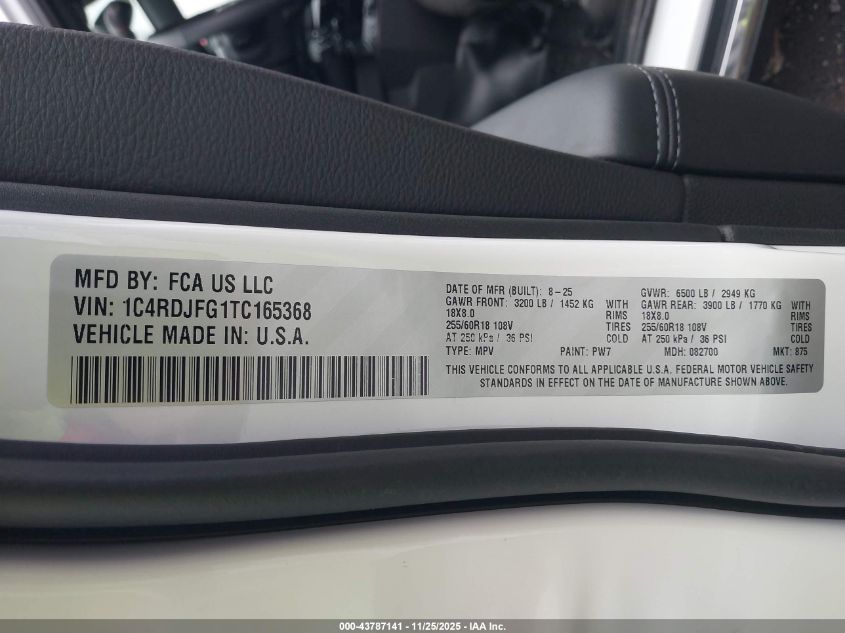 MFD BY: FCA US LLC
VIN: 1C4RDJFG1TC165368
VEHICLE MADE IN: U.S.A.
DATE OF MFR (BUILT): 8-25 GVWR: 6500 LB / 2949 KG
GAWR FRONT: 3200 LB / 1452 KG WITH GAWR REAR: 3900 LB / 1770 KG WITH
18X8.0 RIMS 18X8.0 RIMS
255/60R18 108V TIRES 255/60R18 108V TIRES
AT 250 kPa / 36 PSI COLD AT 250 kPa / 36 PSI COLD
TYPE: MPV PAINT: PW7 MDH: 082700 MKT: 875
THIS VEHICLE CONFORMS TO ALL APPLICABLE U.S.A. FEDERAL MOTOR VEHICLE SAFETY
STANDARDS IN EFFECT ON THE DATE OF MANUFACTURE SHOWN ABOVE.
000-43787141 - 11/25/2025 - IAA Inc.